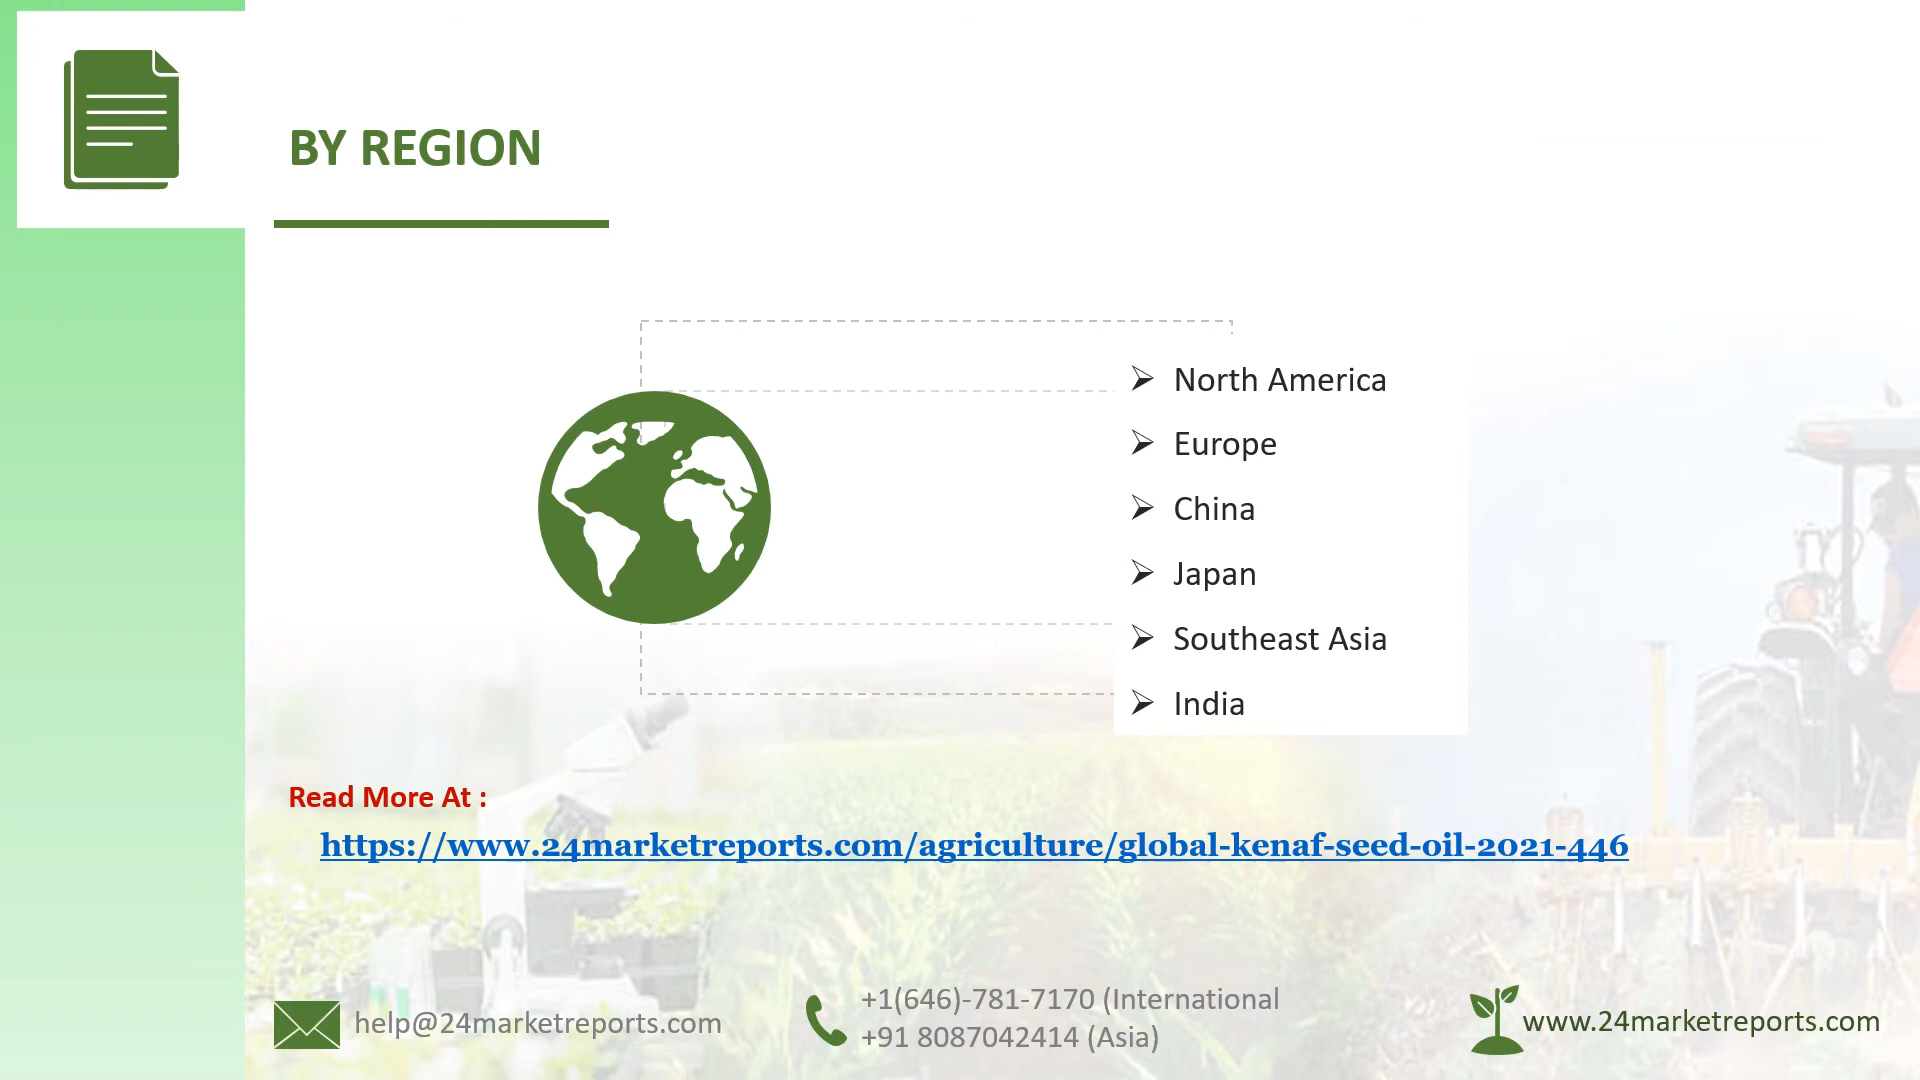 BY REGION
North America
Europe
China
Japan
Southeast Asia
India
Read More At :
https://www.24marketreports.com/agriculture/global-kenaf-seed-oil-2021-446
help@24marketreports.com
+1(646)-781-7170 (International
+91 8087042414 (Asia)
www.24marketreports.com